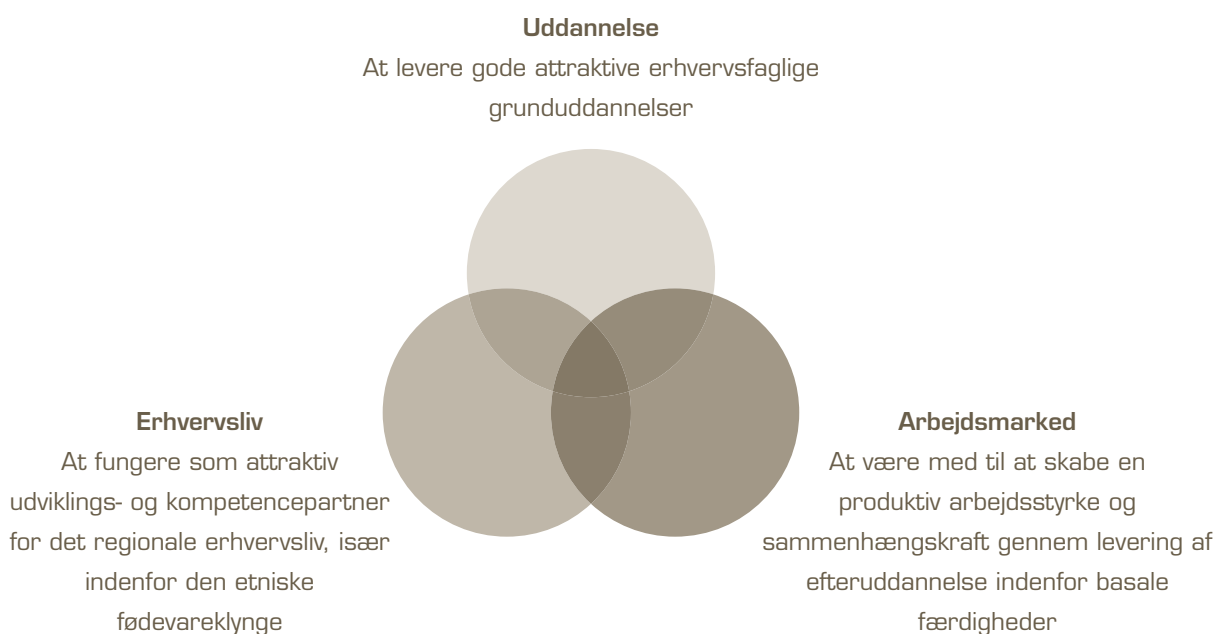 Uddannelse
At levere gode attraktive erhvervsfaglige
grunduddannelser
Erhvervsliv
At fungere som attraktiv
udviklings- og kompetencepartner
for det regionale erhvervsliv, især
indenfor den etniske
fødevareklynge
Arbejdsmarked
At være med til at skabe en
produktiv arbejdsstyrke og
sammenhængskraft gennem levering af
efteruddannelse indenfor basale
færdigheder